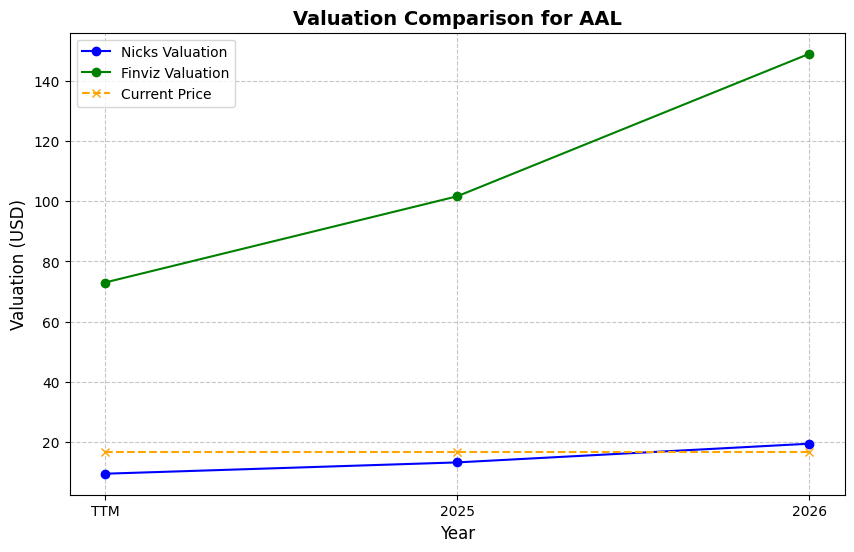 Valuation Comparison for AAL
Nicks Valuation
Finviz Valuation
Current Price
Valuation (USD)
140
120
100
80
60
40
20
TTM
2025
2026
Year